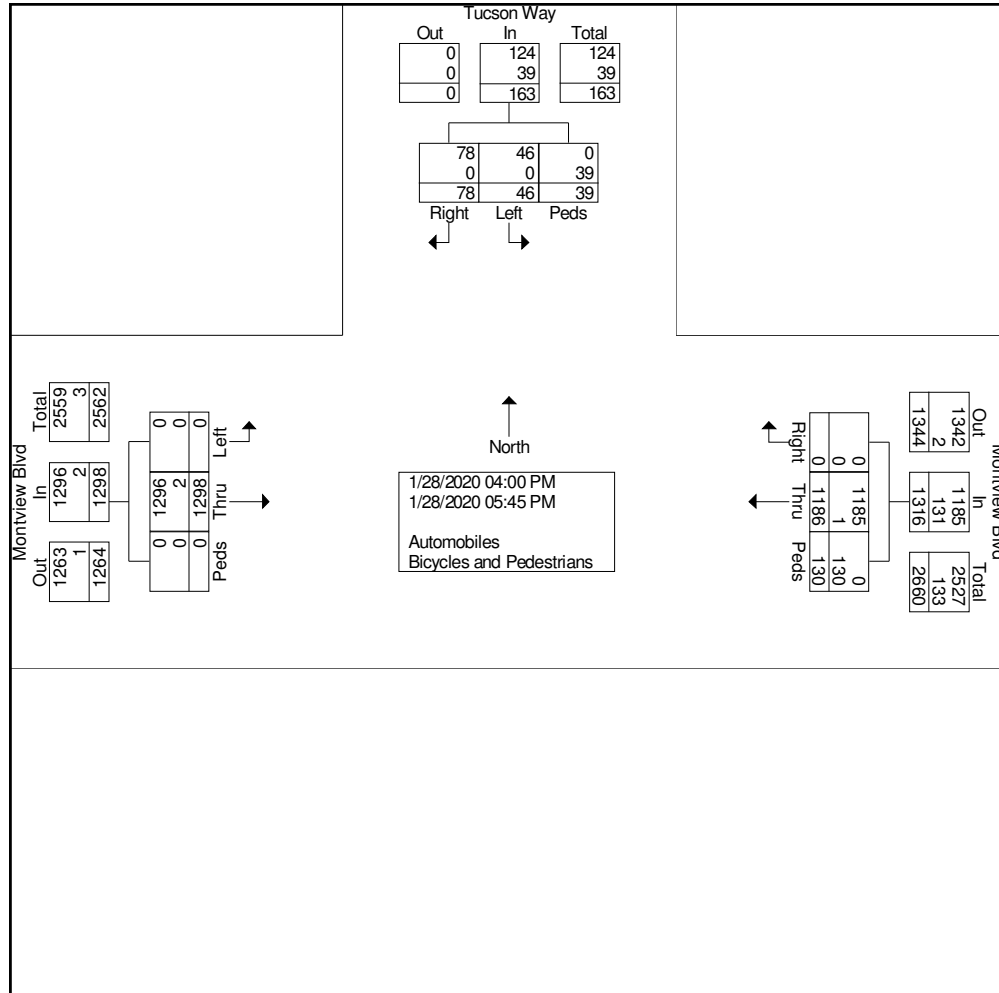 Tucson Way
Out In Total
0 124 124
0 39 39
0 163 163
78 46 0
0 0 39
78 46 39
Right Left Peds
Montview Blvd
Total In Out
2559 1296 1263
3 2 1
2562 1298 1264
0 1296 0
0 2 0
0 1298 0
Left Thru Peds
North
1/28/2020 04:00 PM
1/28/2020 05:45 PM
Automobiles
Bicycles and Pedestrians
Right Thru Peds
0 1185 0
0 1 130
0 1186 130
Montview Blvd
Out In Total
1342 1185 2527
2 131 133
1344 1316 2660